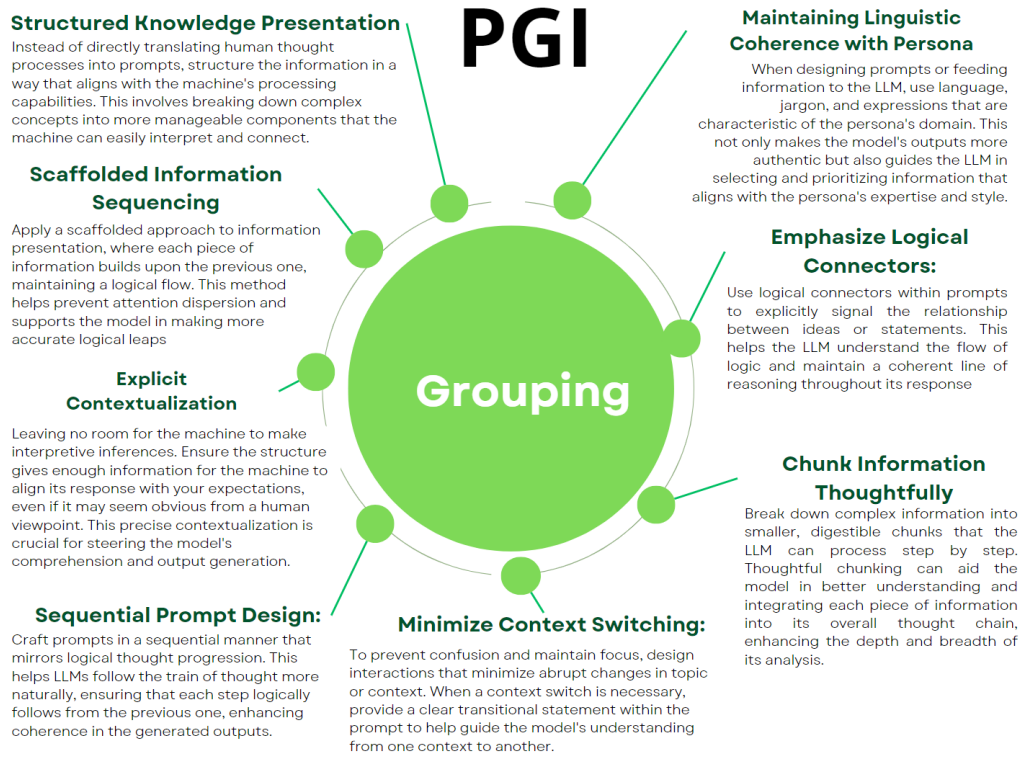 PGI
Structured Knowledge Presentation
Instead of directly translating human thought
processes into prompts, structure the information in a
way that aligns with the machine's processing
capabilities. This involves breaking down complex
concepts into more manageable components that the
machine can easily interpret and connect.
Scaffolded Information
Sequencing
Apply a scaffolded approach to information
presentation, where each piece of
information builds upon the previous one,
maintaining a logical flow. This method
helps prevent attention dispersion and
supports the model in making more
accurate logical leaps
Explicit
Contextualization
Leaving no room for the machine to make
interpretive inferences. Ensure the structure
gives enough information for the machine to
align its response with your expectations,
even if it may seem obvious from a human
viewpoint. This precise contextualization is
crucial for steering the model's
comprehension and output generation.
Sequential Prompt Design:
Craft prompts in a sequential manner that
mirrors logical thought progression. This
helps LLMs follow the train of thought more
naturally, ensuring that each step logically
follows from the previous one, enhancing
coherence in the generated outputs.
Grouping
Minimize Context Switching:
To prevent confusion and maintain focus, design
interactions that minimize abrupt changes in topic
or context. When a context switch is necessary,
provide a clear transitional statement within the
prompt to help guide the model's understanding
from one context to another.
Maintaining Linguistic
Coherence with Persona
When designing prompts or feeding
information to the LLM, use language,
jargon, and expressions that are
characteristic of the persona's domain. This
not only makes the model's outputs more
authentic but also guides the LLM in
selecting and prioritizing information that
aligns with the persona's expertise and style.
Emphasize Logical
Connectors:
Use logical connectors within prompts
to explicitly signal the relationship
between ideas or statements. This
helps the LLM understand the flow of
logic and maintain a coherent line of
reasoning throughout its response
Chunk Information
Thoughtfully
Break down complex information into
smaller, digestible chunks that the
LLM can process step by step.
Thoughtful chunking can aid the
model in better understanding and
integrating each piece of information
into its overall thought chain,
enhancing the depth and breadth of
its analysis.